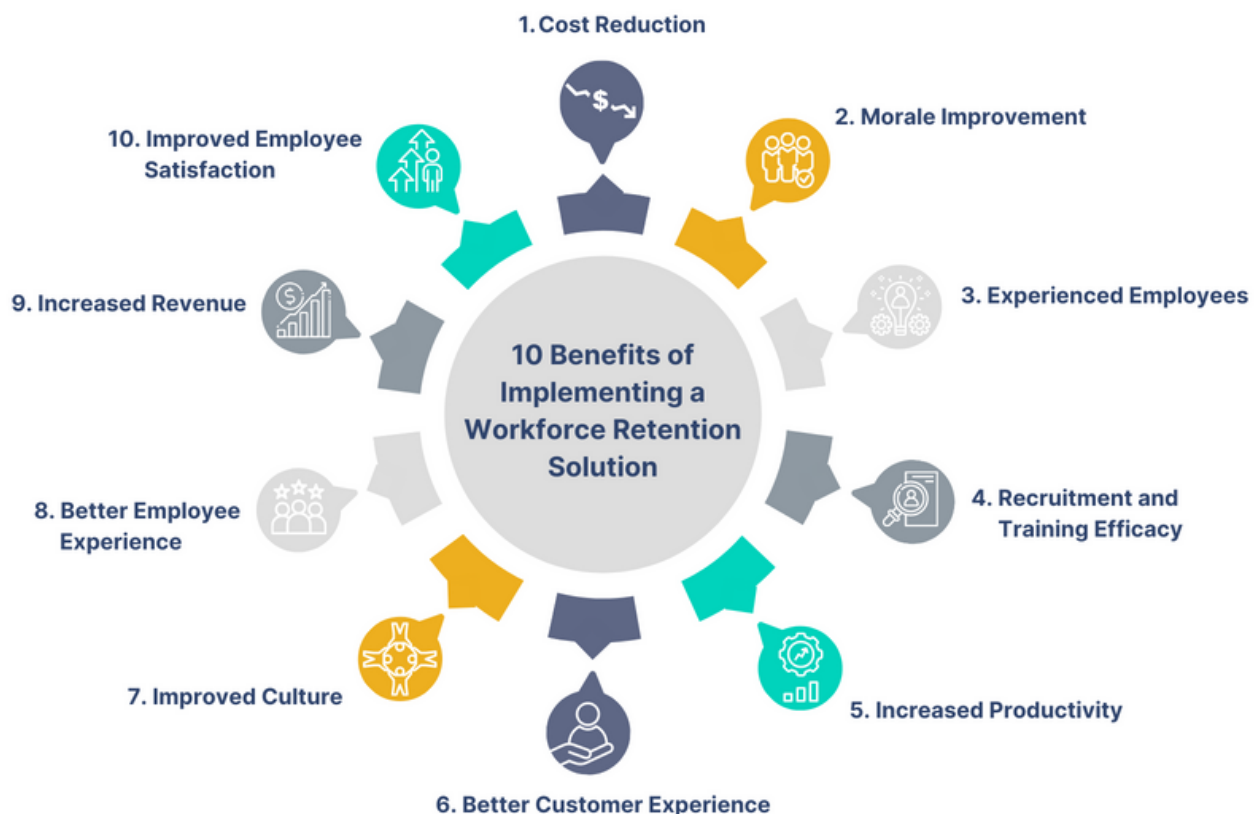 1. Cost Reduction
2. Morale Improvement
3. Experienced Employees
4. Recruitment and
Training Efficacy
5. Increased Productivity
6. Better Customer Experience
7. Improved Culture
8. Better Employee
Experience
9. Increased Revenue
10. Improved Employee
Satisfaction
10 Benefits of
Implementing a
Workforce Retention
Solution
$
$